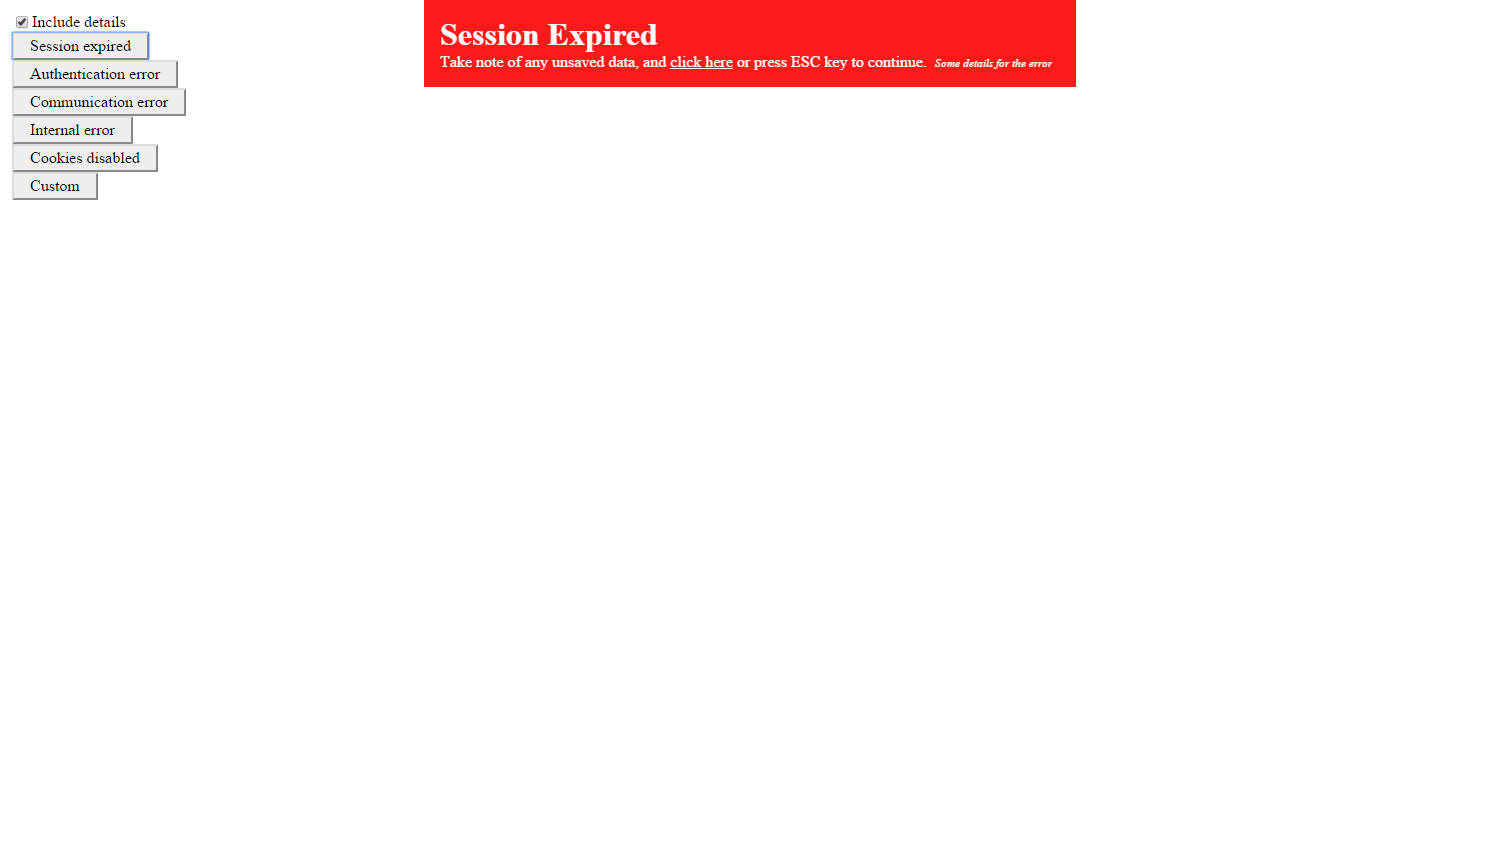 Include details
Session expired
Authentication error
Communication error
Internal error
Cookies disabled
Custom
Session Expired
Take note of any unsaved data, and click here or press ESC key to continue. Some details for the error